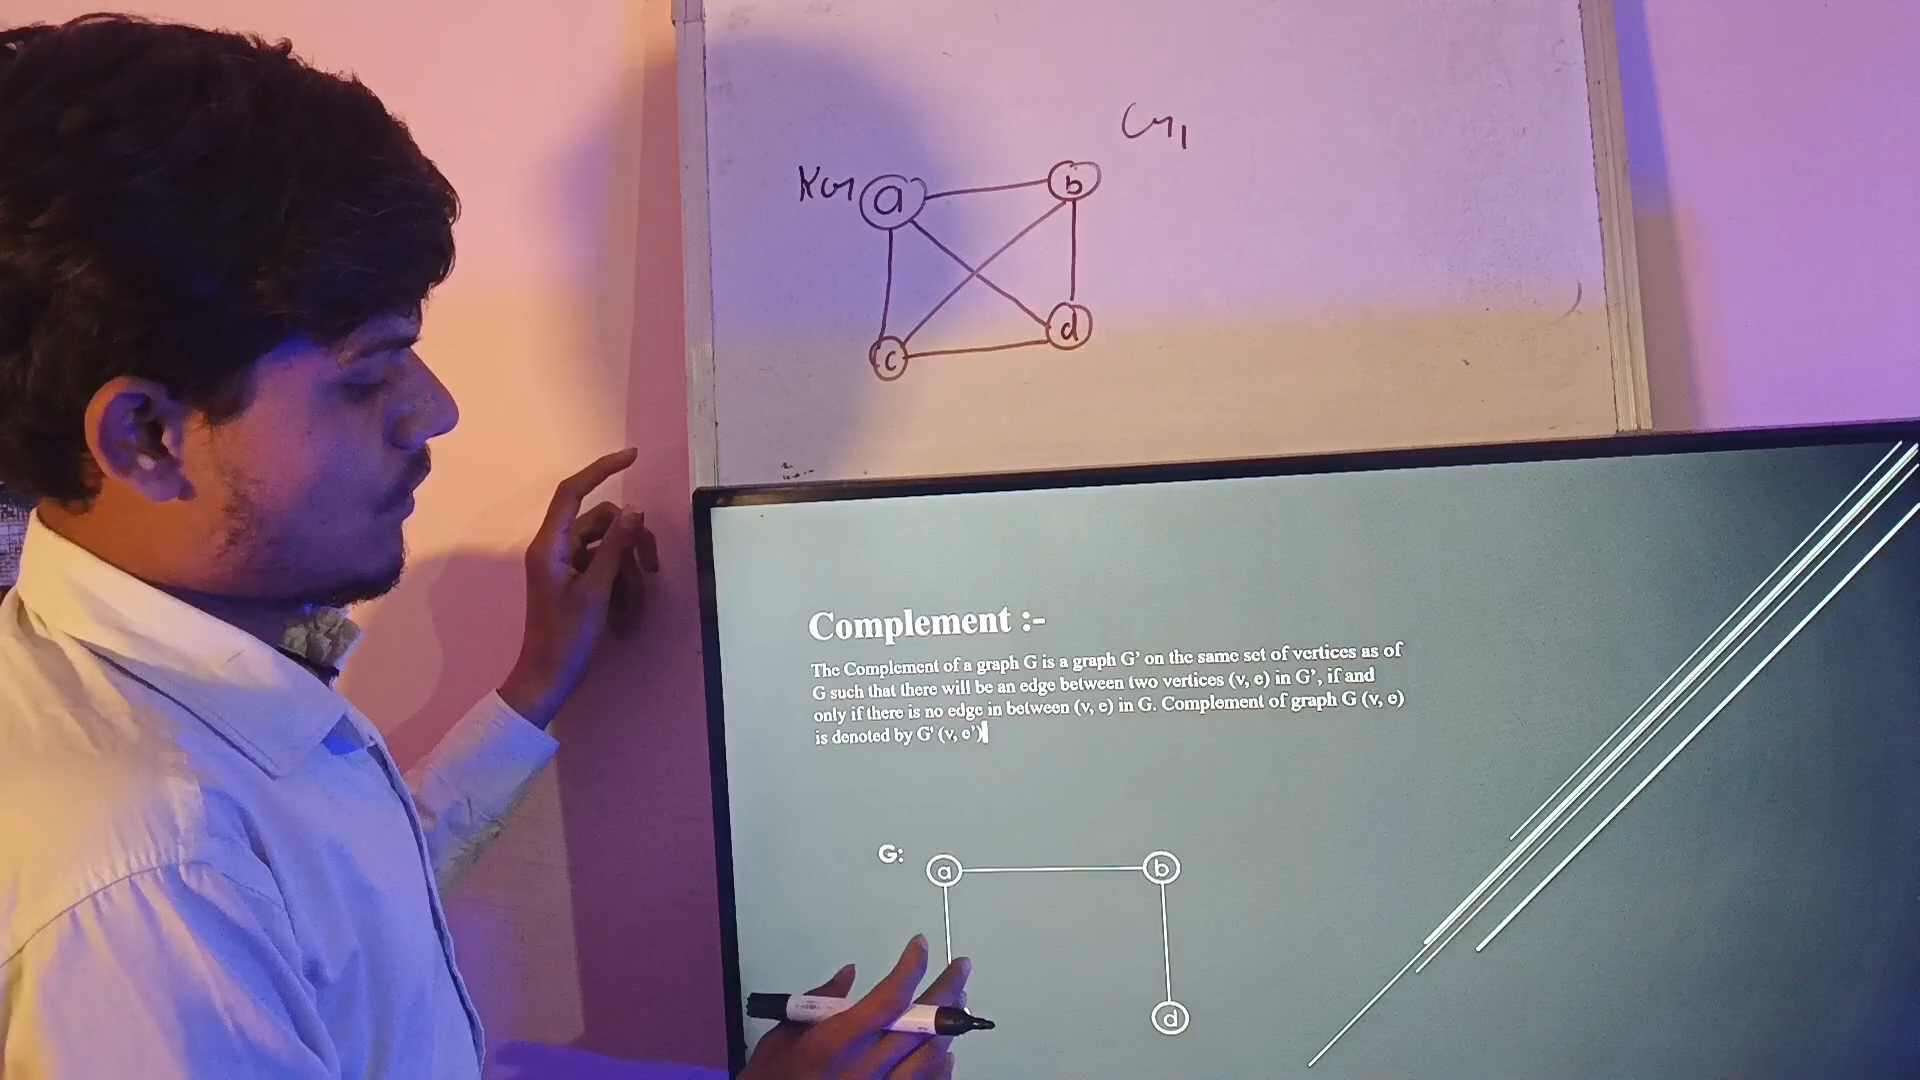 a
b
c
d
Complement :-
The Complement of a graph G is a graph G’ on the same set of vertices as of
G such that there will be an edge between two vertices (v, e) in G’, if and
only if there is no edge in between (v, e) in G. Complement of graph G (v, e)
is denoted by G' (v, e’)
G:
a
b
d